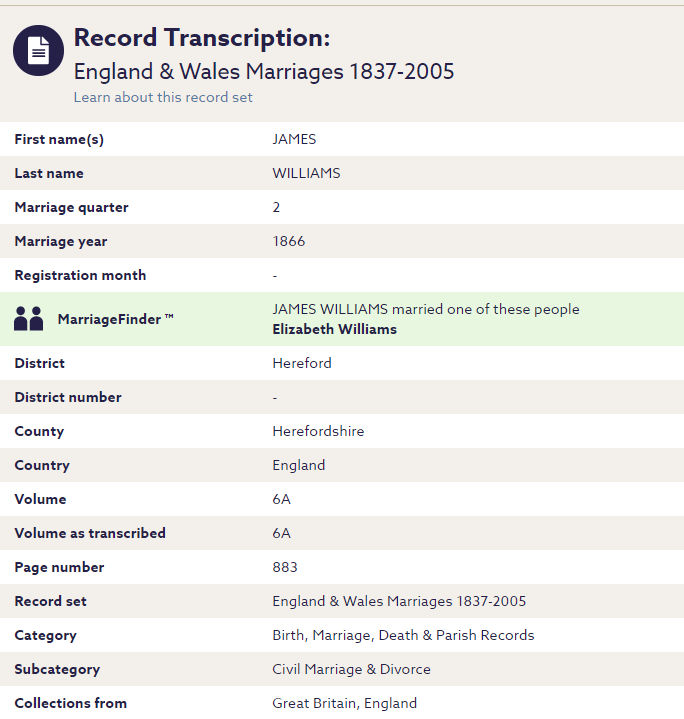 Record Transcription:
England & Wales Marriages 1837-2005
Learn about this record set
First name(s) JAMES
Last name WILLIAMS
Marriage quarter 2
Marriage year 1866
Registration month -
MarriageFinder ™ JAMES WILLIAMS married one of these people
Elizabeth Williams
District Hereford
District number -
County Herefordshire
Country England
Volume 6A
Volume as transcribed 6A
Page number 883
Record set England & Wales Marriages 1837-2005
Category Birth, Marriage, Death & Parish Records
Subcategory Civil Marriage & Divorce
Collections from Great Britain, England